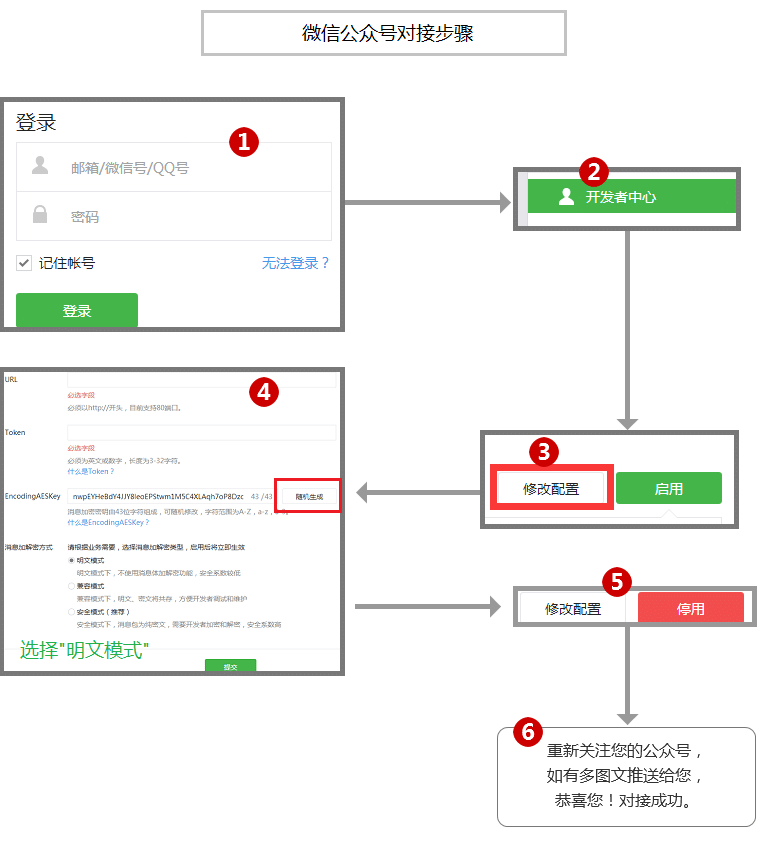 微信公众号对接步骤
登录
1
邮箱/微信号/QQ号
密码
记住帐号
无法登录？
登录
2
开发者中心
3
修改配置
启用
4
URL
必选字段
必须以http://开头，目前支持80端口。
Token
必选字段
必须为英文或数字，长度为3-32字符。
什么是Token？
EncodingAESKey
nwpEYHeBdY4JJY8IeoEPStwm1M5C4XLAqh7oP8Dzc
43 /43
随机生成
消息加密密钥由43位字符组成，可随机修改，字符范围为A-Z，a-z，
什么是EncodingAESKey？
消息加解密方式
请根据业务需要，选择消息加解密类型，启用后将立即生效
明文模式
明文模式下，不使用消息体加解密功能，安全系数较低
兼容模式
兼容模式下，明文、密文将共存，方便开发者调试和维护
安全模式（推荐）
安全模式下，消息包为纯密文，需要开发者加密和解密，安全系数高
选择"明文模式"
提交
5
修改配置
停用
6
重新关注您的公众号，
如有多图文推送给您，
恭喜您！对接成功。